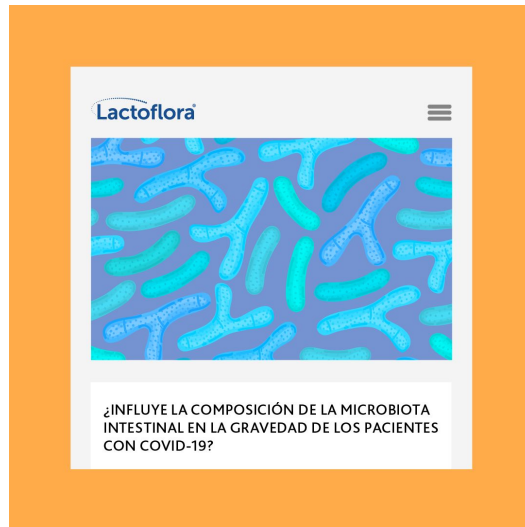 Lactoflora®
¿INFLUYE LA COMPOSICIÓN DE LA MICROBIOTA
INTESTINAL EN LA GRAVEDAD DE LOS PACIENTES
CON COVID-19?